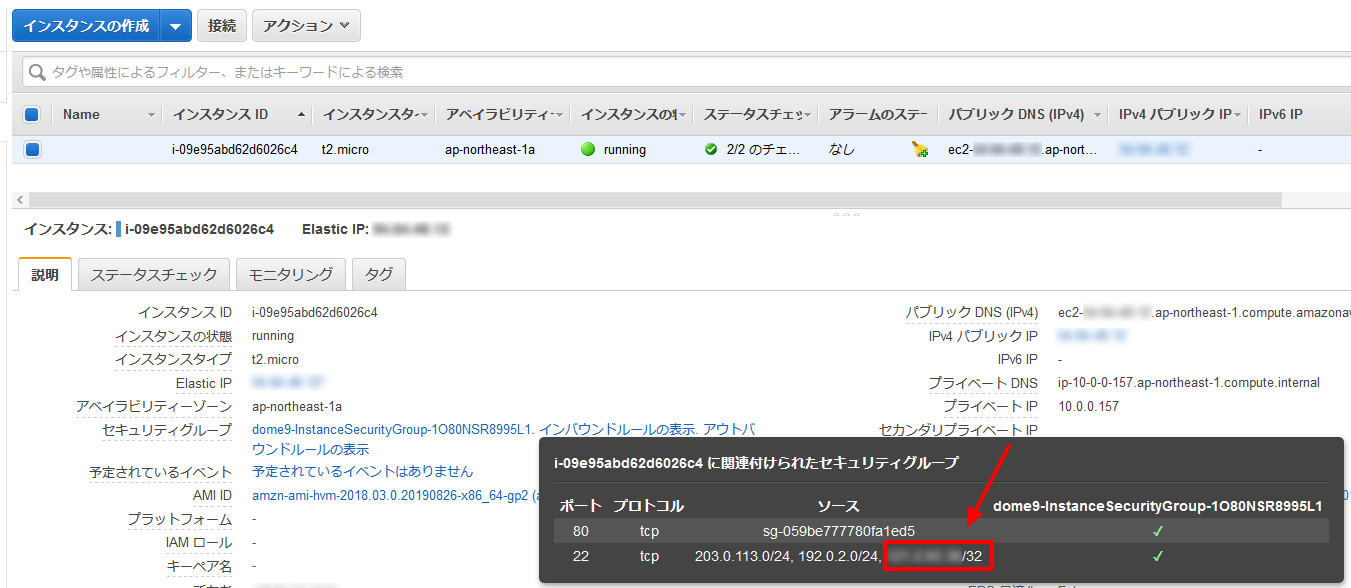 インスタンスの作成 接続 アクション
タグや属性によるフィルター、またはキーワードによる検索
Name インスタンス ID インスタンスタ アベイラビリティ インスタンスの ステータスチェッ アラームのステー パブリック DNS (IPv4) IPv4 パブリック IP IPv6 IP
i-09e95abd62d6026c4 t2.micro ap-northeast-1a running 2/2 のチェ... なし ec2- .ap-nort... -
インスタンス: i-09e95abd62d6026c4 Elastic IP:
説明 ステータスチェック モニタリング タグ
インスタンス ID i-09e95abd62d6026c4 パブリック DNS (IPv4) ec2- .ap-northeast-1.compute.amazona
インスタンスの状態 running IPv4 パブリック IP
インスタンスタイプ t2.micro IPv6 IP -
Elastic IP プライベート DNS ip-10-0-0-157.ap-northeast-1.compute.internal
アベイラビリティーゾーン ap-northeast-1a プライベート IP 10.0.0.157
セキュリティグループ dome9-InstanceSecurityGroup-1O80NSR8995L1. インバウンドルールの表示. アウトバ セカンダリプライベート IP
ウンドルールの表示
予定されているイベント 予定されているイベントはありません
AMI ID amzn-ami-hvm-2018.03.0.20190826-x86_64-gp2
プラットフォーム -
IAM ロール -
キーペア名 -
i-09e95abd62d6026c4 に関連付けられたセキュリティグループ
ポート プロトコル ソース dome9-InstanceSecurityGroup-1O80NSR8995L1
80 tcp sg-059be777780fa1ed5 ✓
22 tcp 203.0.113.0/24, 192.0.2.0/24, /32 ✓